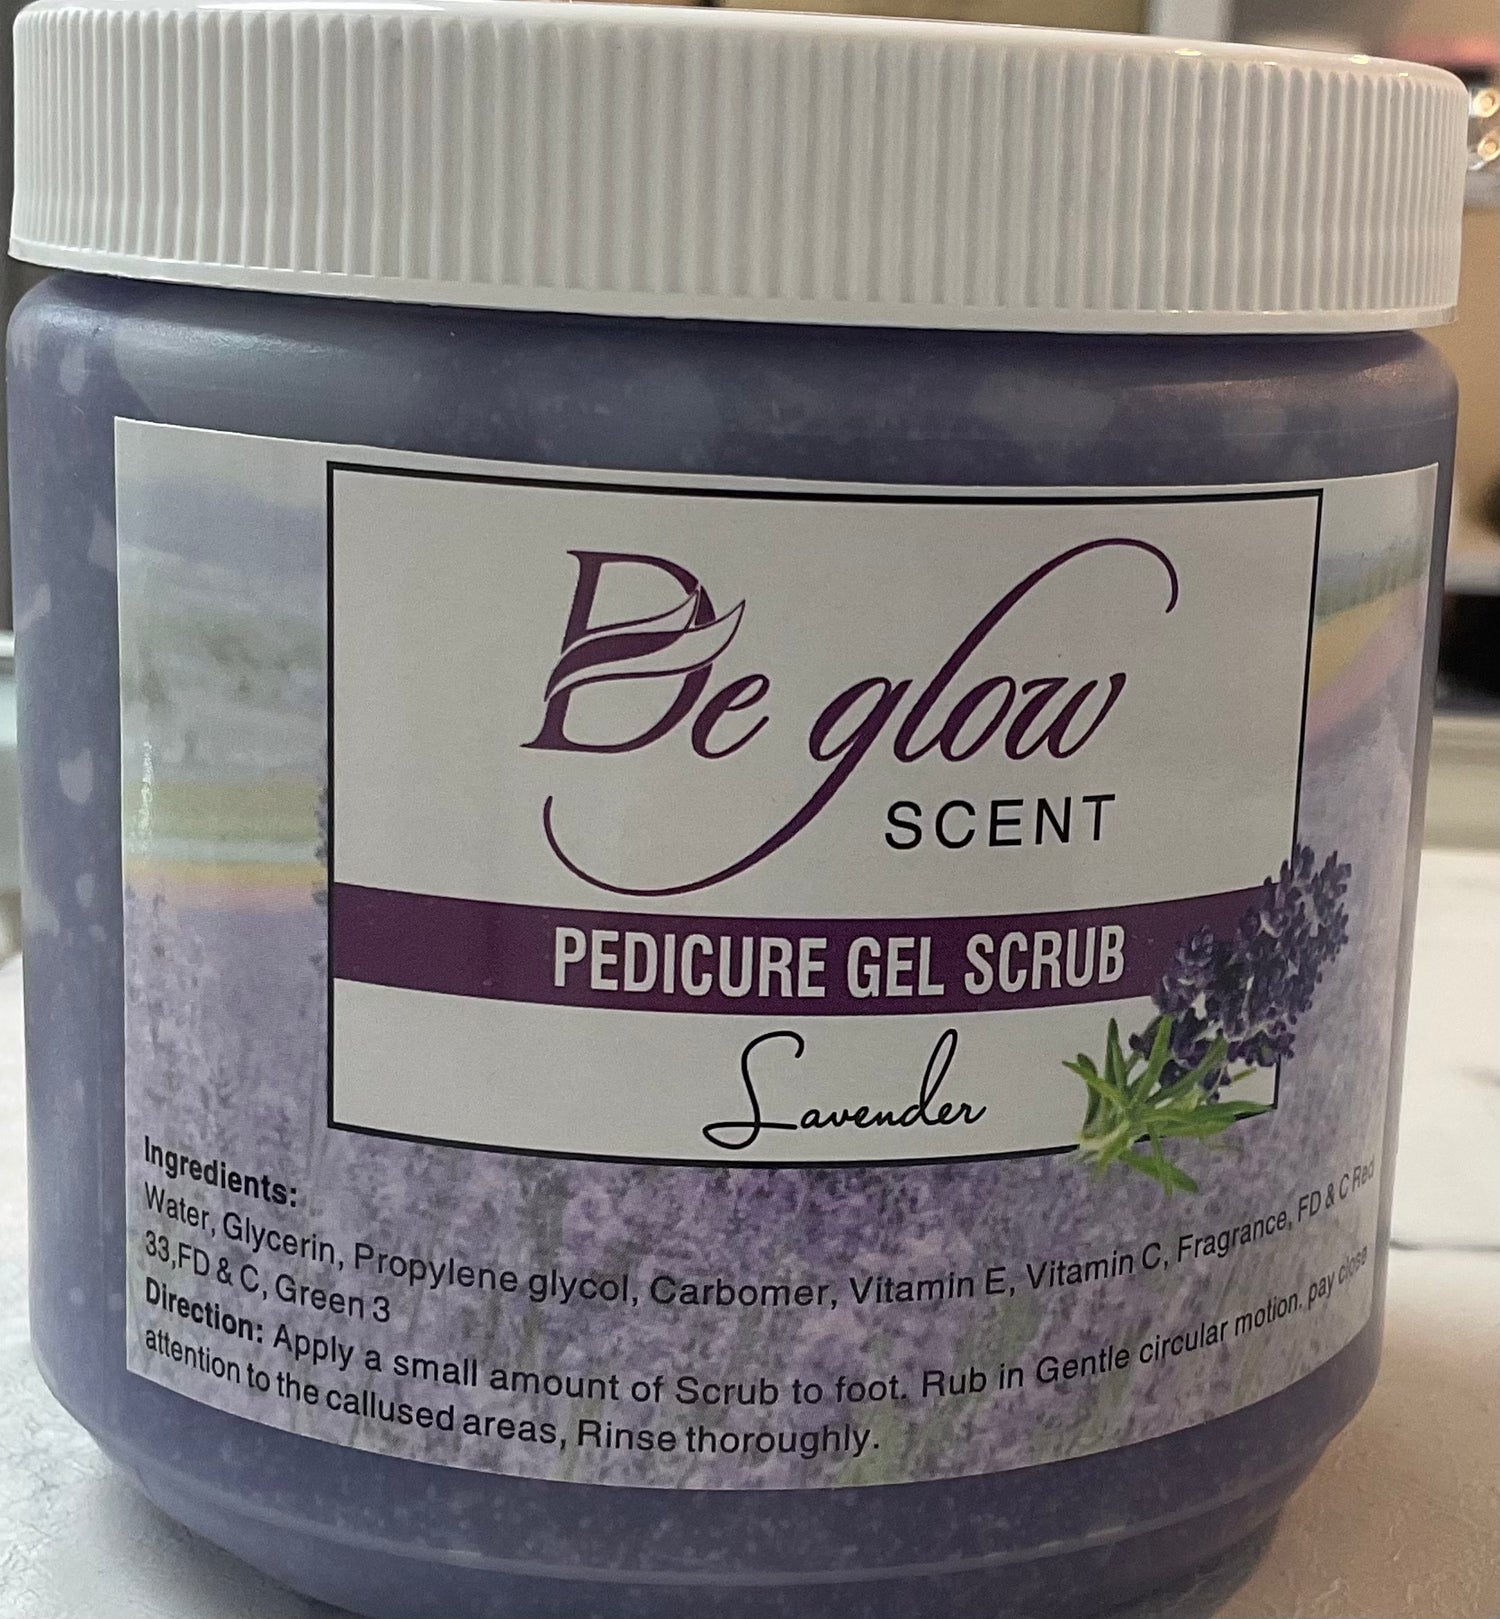 Be glow
SCENT
PEDICURE GEL SCRUB
Lavender
Ingredients:
Water, Glycerin, Propylene glycol, Carbomer, Vitamin E, Vitamin C, Fragrance, FD & C Red
33,FD & C, Green 3
Direction: Apply a small amount of Scrub to foot. Rub in Gentle circular motion. pay close
attention to the callused areas, Rinse thoroughly.